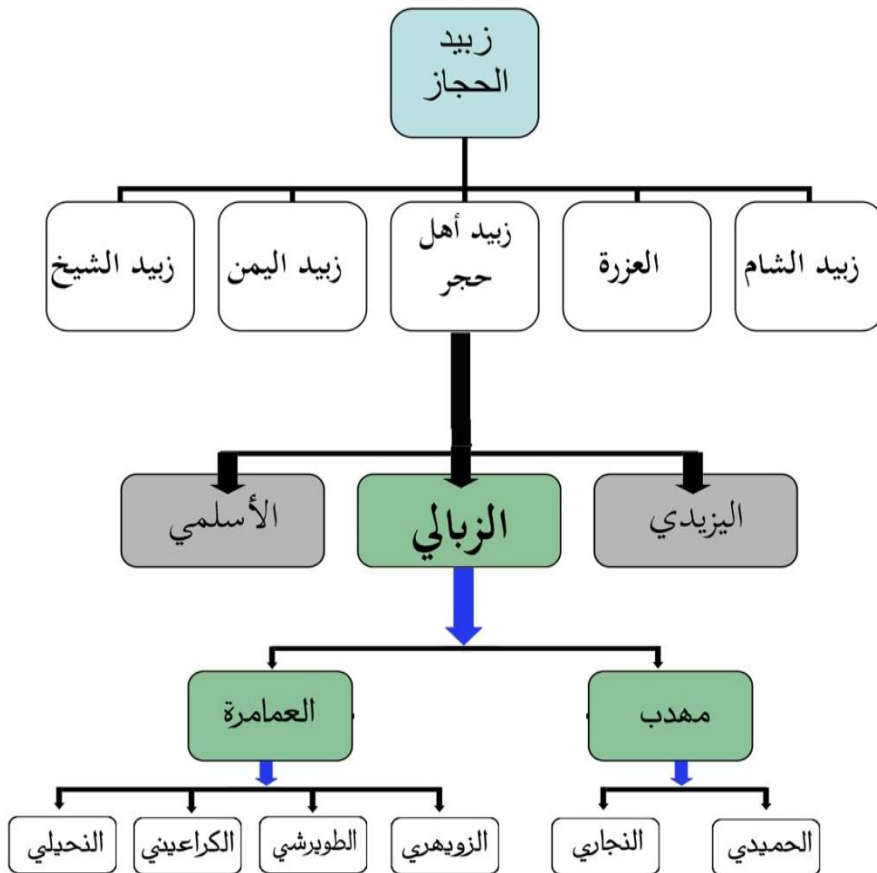 زبيد
الحجاز
زبيد الشام
العزرة
زبيد أهل
حجر
زبيد اليمن
زبيد الشيخ
اليزيدي
الزبالي
الأسلمي
مهدب
العمامرة
الحميدي
النجاري
الزويهري
الطويرشي
الكراعيني
النحيلي